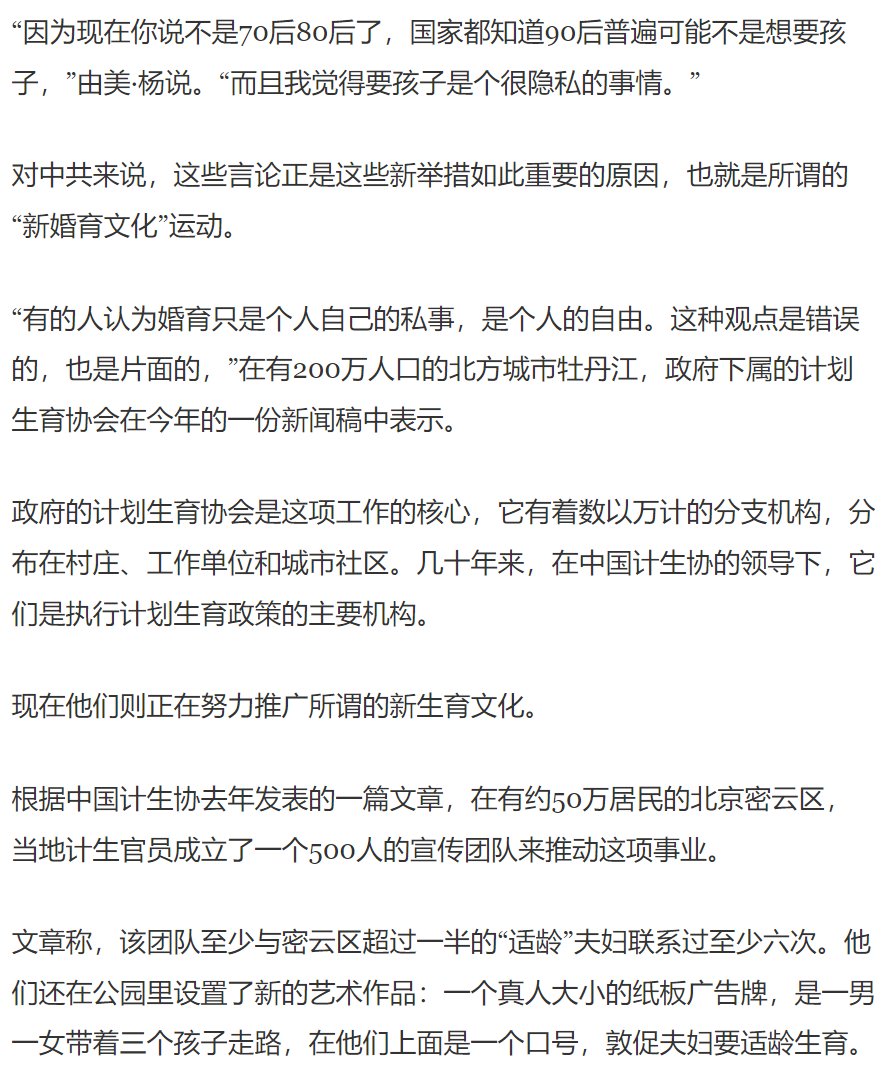 “因为现在你说不是70后80后了，国家都知道90后普遍可能不是想要孩
子，”由美·杨说。“而且我觉得要孩子是个很隐私的事情。”
对中共来说，这些言论正是这些新举措如此重要的原因，也就是所谓的
“新婚育文化”运动。
“有的人认为婚育只是个人自己的私事，是个人的自由。这种观点是错误
的，也是片面的，”在有200万人口的北方城市牡丹江，政府下属的计划
生育协会在今年的一份新闻稿中表示。
政府的计划生育协会是这项工作的核心，它有着数以万计的分支机构，分
布在村庄、工作单位和城市社区。几十年来，在中国计生协的领导下，它
们是执行计划生育政策的主要机构。
现在他们则正在努力推广所谓的新生育文化。
根据中国计生协去年发表的一篇文章，在有约50万居民的北京密云区，
当地计生官员成立了一个500人的宣传团队来推动这项事业。
文章称，该团队至少与密云区超过一半的“适龄”夫妇联系过至少六次。他
们还在公园里设置了新的艺术作品：一个真人大小的纸板广告牌，是一男
一女带着三个孩子走路，在他们上面是一个口号，敦促夫妇要适龄生育。